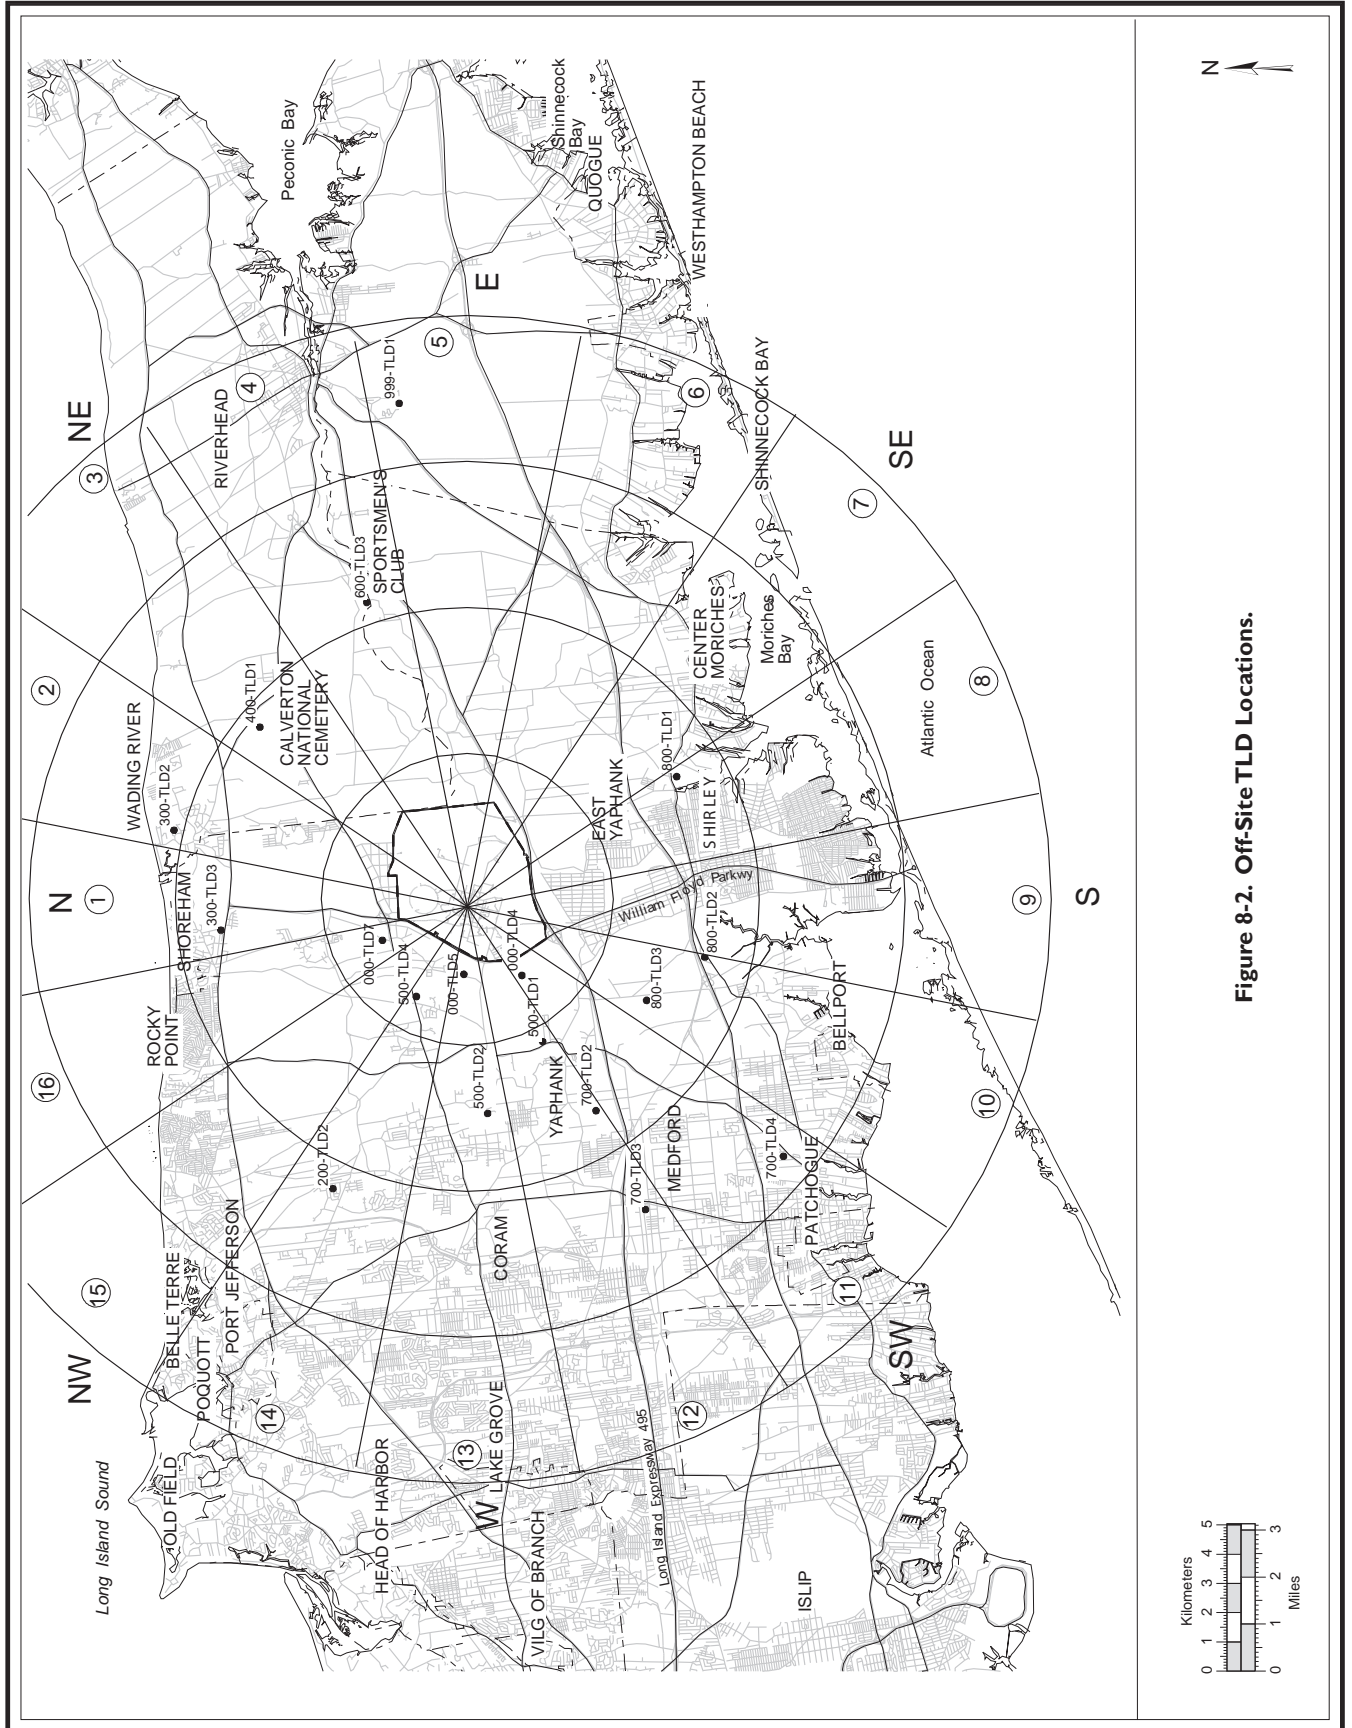 Long Island Sound
OLD FIELD
NW
15
BELLE TERRE
POQUOTT
PORT JEFFERSON
14
16
ROCKY
POINT
SHOREHAM
N
1
WADING RIVER
2
300-TLD2
300-TLD3
3
NE
4
RIVERHEAD
Peconic Bay
400-TLD1
CALVERTON
NATIONAL
CEMETERY
200-TLD2
HEAD OF HARBOR
000-TLD7
500-TLD4
000-TLD5
600-TLD3
SPORTSMEN'S
CLUB
999-TLD1
5
E
13
W
LAKE GROVE
VILG OF BRANCH
CORAM
500-TLD2
000-TLD4
500-TLD1
YAPHANK
700-TLD2
EAST
YAPHANK
Shinnecock
Bay
QUOGUE
WESTHAMPTON BEACH
6
Long Island Expressway 495
12
700-TLD3
MEDFORD
800-TLD3
William Floyd Parkwy
800-TLD2
800-TLD1
SHIRLEY
CENTER
MORICHES
Moriches
Bay
SHINNECOCK BAY
ISLIP
700-TLD4
PATCHOGUE
BELLPORT
11
SW
7
SE
Atlantic Ocean
8
10
9
S
Kilometers
0 1 2 3 4 5
0 1 2 3
Miles
N
Figure 8-2. Off-Site TLD Locations.